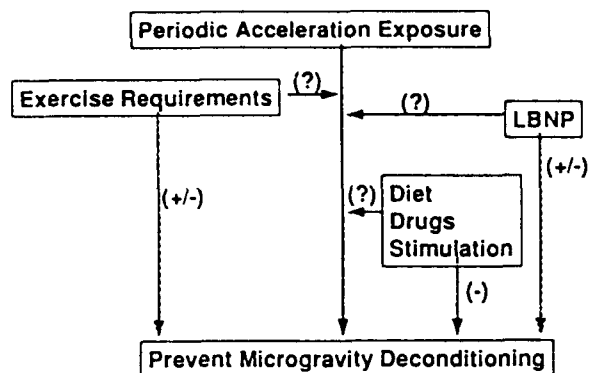 Periodic Acceleration Exposure
(?)
Exercise Requirements
(?)
LBNP
(+/-)
(+/-)
(?)
Diet
Drugs
Stimulation
(-)
Prevent Microgravity Deconditioning